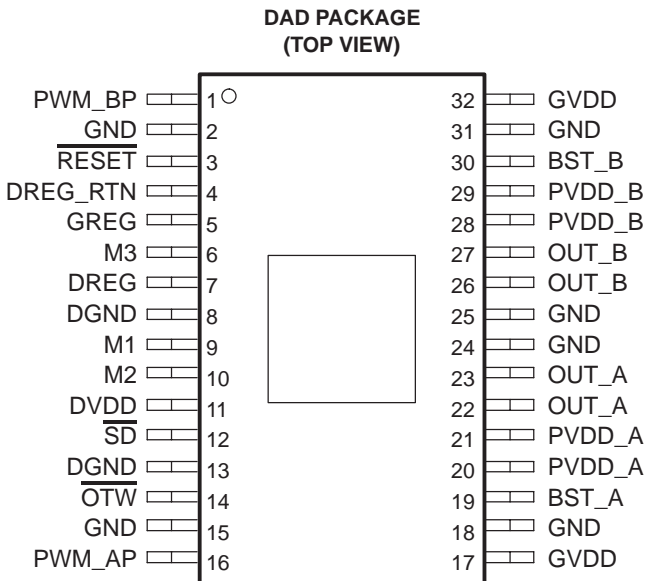 DAD PACKAGE
(TOP VIEW)
PWM_BP 1 32 GVDD
GND 2 31 GND
RESET 3 30 BST_B
DREG_RTN 4 29 PVDD_B
GREG 5 28 PVDD_B
M3 6 27 OUT_B
DREG 7 26 OUT_B
DGND 8 25 GND
M1 9 24 GND
M2 10 23 OUT_A
DVDD 11 22 OUT_A
SD 12 21 PVDD_A
DGND 13 20 PVDD_A
OTW 14 19 BST_A
GND 15 18 GND
PWM_AP 16 17 GVDD